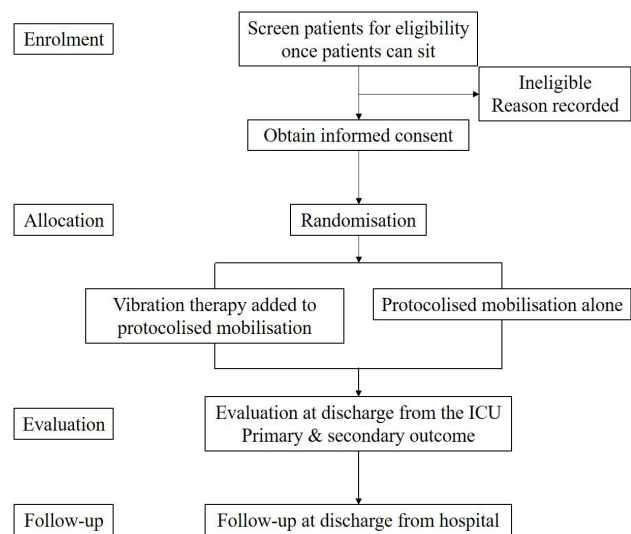 Enrolment
Screen patients for eligibility
once patients can sit
Ineligible
Reason recorded
Obtain informed consent
Allocation
Randomisation
Vibration therapy added to
protocolised mobilisation
Protocolised mobilisation alone
Evaluation
Evaluation at discharge from the ICU
Primary & secondary outcome
Follow-up
Follow-up at discharge from hospital